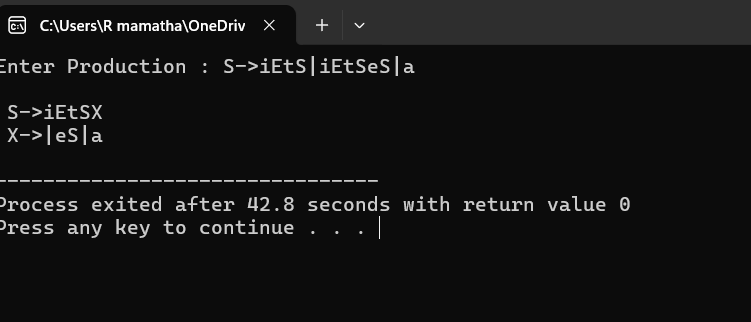 C:\Users\R mamatha\OneDriv
Enter Production : S->iEtS|iEtSeS|a
S->iEtSX
X->|eS|a
--------------------------------
Process exited after 42.8 seconds with return value 0
Press any key to continue . . .